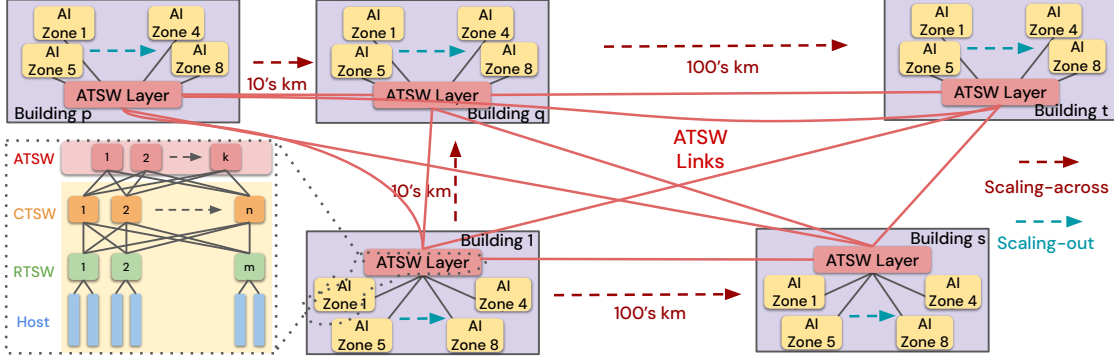 AI
Zone 1
AI
Zone 4
AI
Zone 5
AI
Zone 8
ATSW Layer
Building p
10's km
AI
Zone 1
AI
Zone 4
AI
Zone 5
AI
Zone 8
ATSW Layer
Building q
100's km
AI
Zone 1
AI
Zone 4
AI
Zone 5
AI
Zone 8
ATSW Layer
Building t
ATSW
Links
10's km
Scaling-across
Scaling-out
ATSW
1
2
k
CTSW
1
2
n
RTSW
1
2
m
Host
Building 1
ATSW Layer
AI
Zone 1
AI
Zone 4
AI
Zone 5
AI
Zone 8
100's km
Building s
ATSW Layer
AI
Zone 1
AI
Zone 4
AI
Zone 5
AI
Zone 8